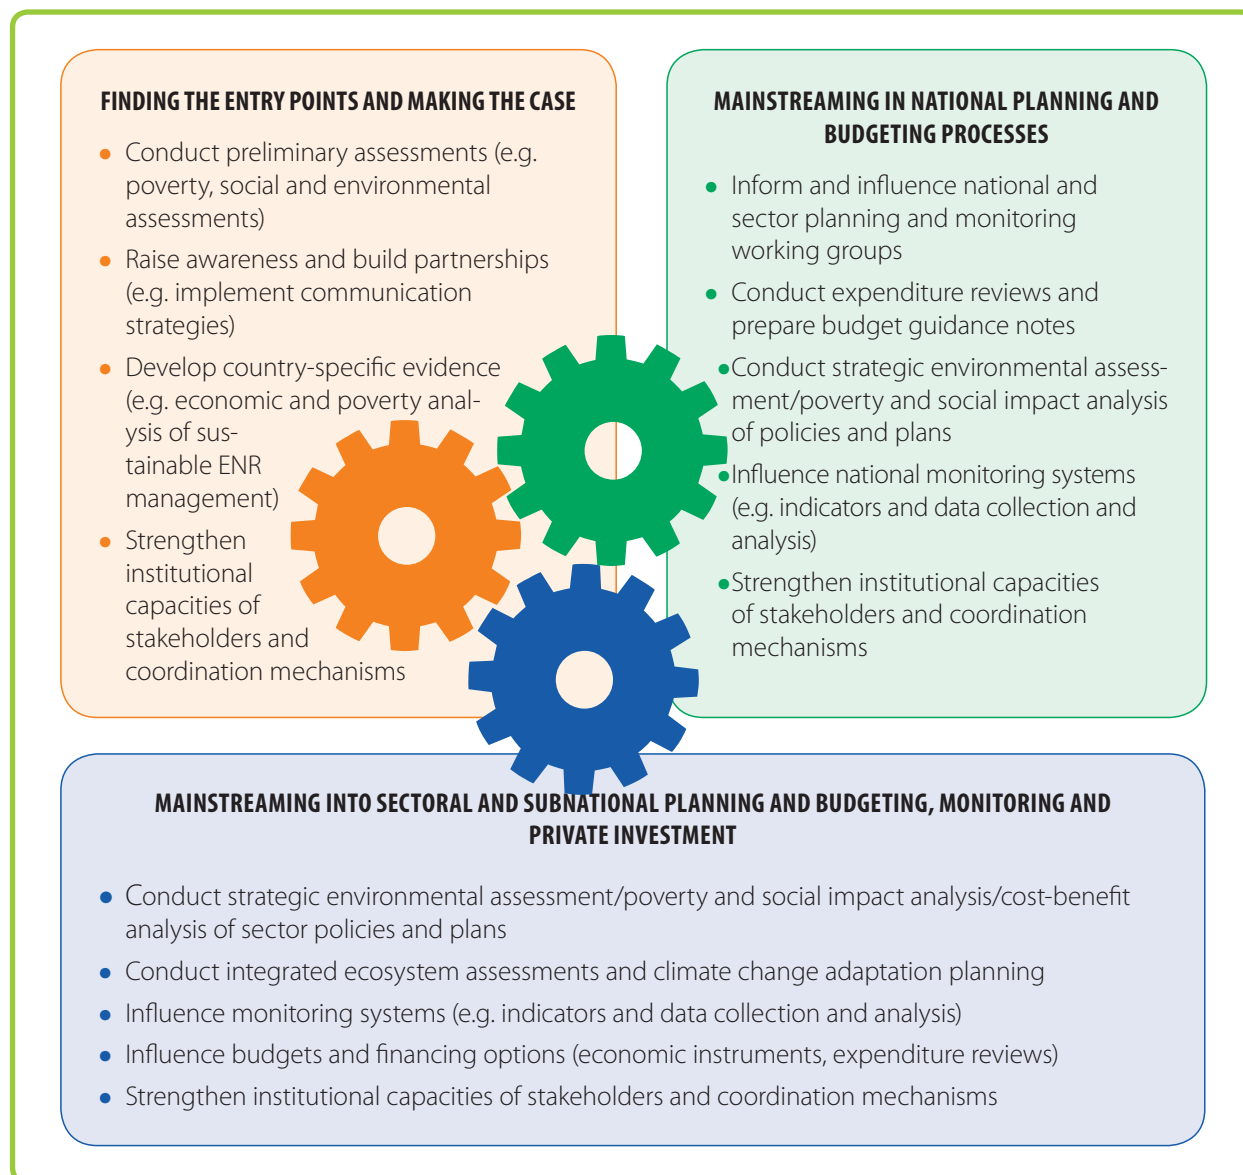 FINDING THE ENTRY POINTS AND MAKING THE CASE
• Conduct preliminary assessments (e.g.
poverty, social and environmental
assessments)
• Raise awareness and build partnerships
(e.g. implement communication
strategies)
• Develop country-specific evidence
(e.g. economic and poverty anal-
ysis of sus-
tainable ENR
management)
• Strengthen
institutional
capacities of
stakeholders and
coordination mechanisms
MAINSTREAMING IN NATIONAL PLANNING AND
BUDGETING PROCESSES
• Inform and influence national and
sector planning and monitoring
working groups
• Conduct expenditure reviews and
prepare budget guidance notes
• Conduct strategic environmental assess-
ment/poverty and social impact analysis
of policies and plans
• Influence national monitoring systems
(e.g. indicators and data collection and
analysis)
• Strengthen institutional capacities
of stakeholders and coordination
mechanisms
MAINSTREAMING INTO SECTORAL AND SUBNATIONAL PLANNING AND BUDGETING, MONITORING AND
PRIVATE INVESTMENT
• Conduct strategic environmental assessment/poverty and social impact analysis/cost-benefit
analysis of sector policies and plans
• Conduct integrated ecosystem assessments and climate change adaptation planning
• Influence monitoring systems (e.g. indicators and data collection and analysis)
• Influence budgets and financing options (economic instruments, expenditure reviews)
• Strengthen institutional capacities of stakeholders and coordination mechanisms